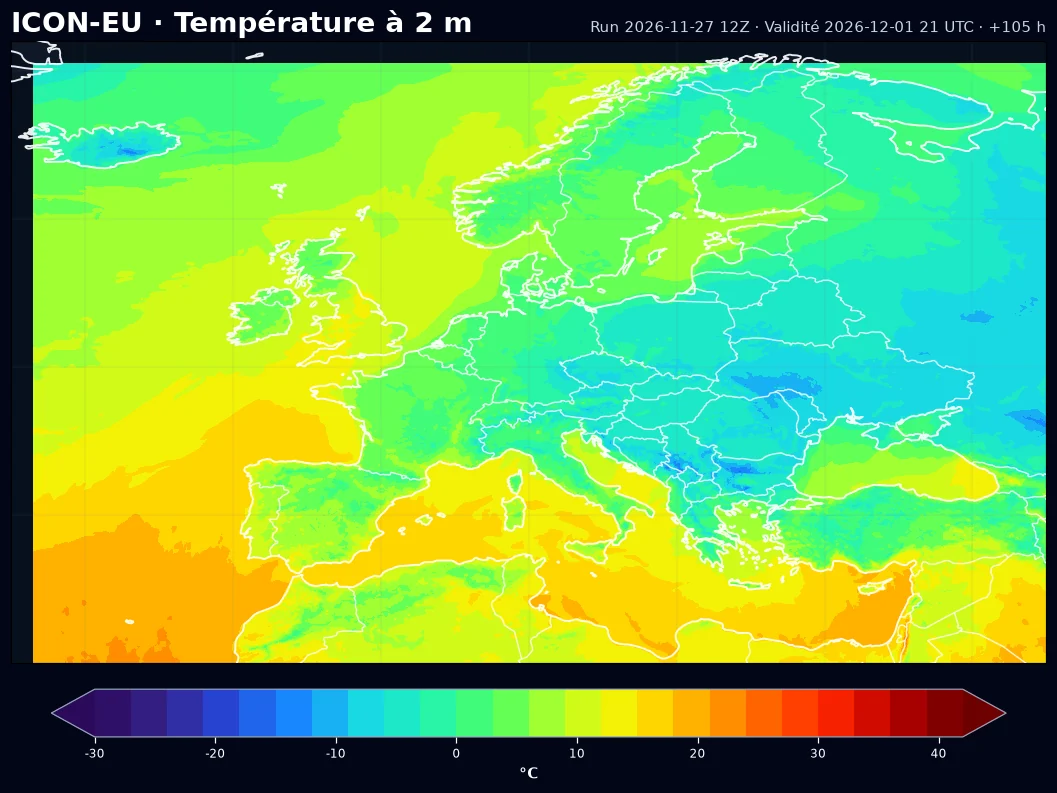 ICON-EU · Température à 2 m
Run 2026-11-27 12Z · Validité 2026-12-01 21 UTC · +105 h
-30 -20 -10 0 10 20 30 40
°C